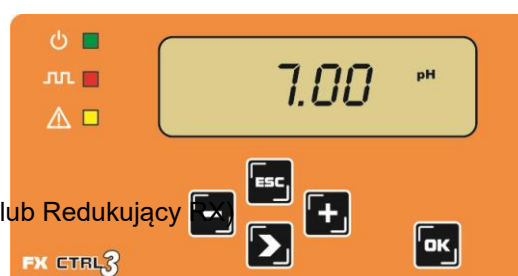 7.00 pH
ESC
lub Redukujący RX)
+
OK
FX CTRL3